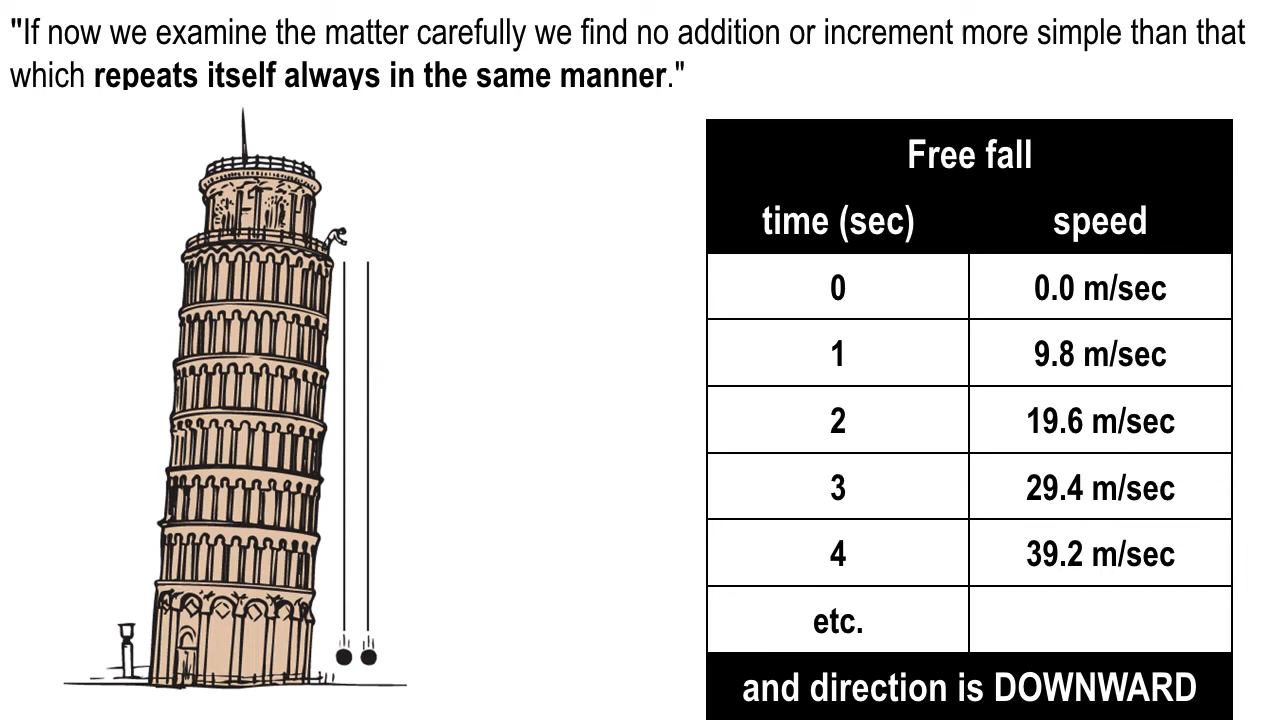 "If now we examine the matter carefully we find no addition or increment more simple than that
which repeats itself always in the same manner."
Free fall
time (sec) speed
0 0.0 m/sec
1 9.8 m/sec
2 19.6 m/sec
3 29.4 m/sec
4 39.2 m/sec
etc.
and direction is DOWNWARD